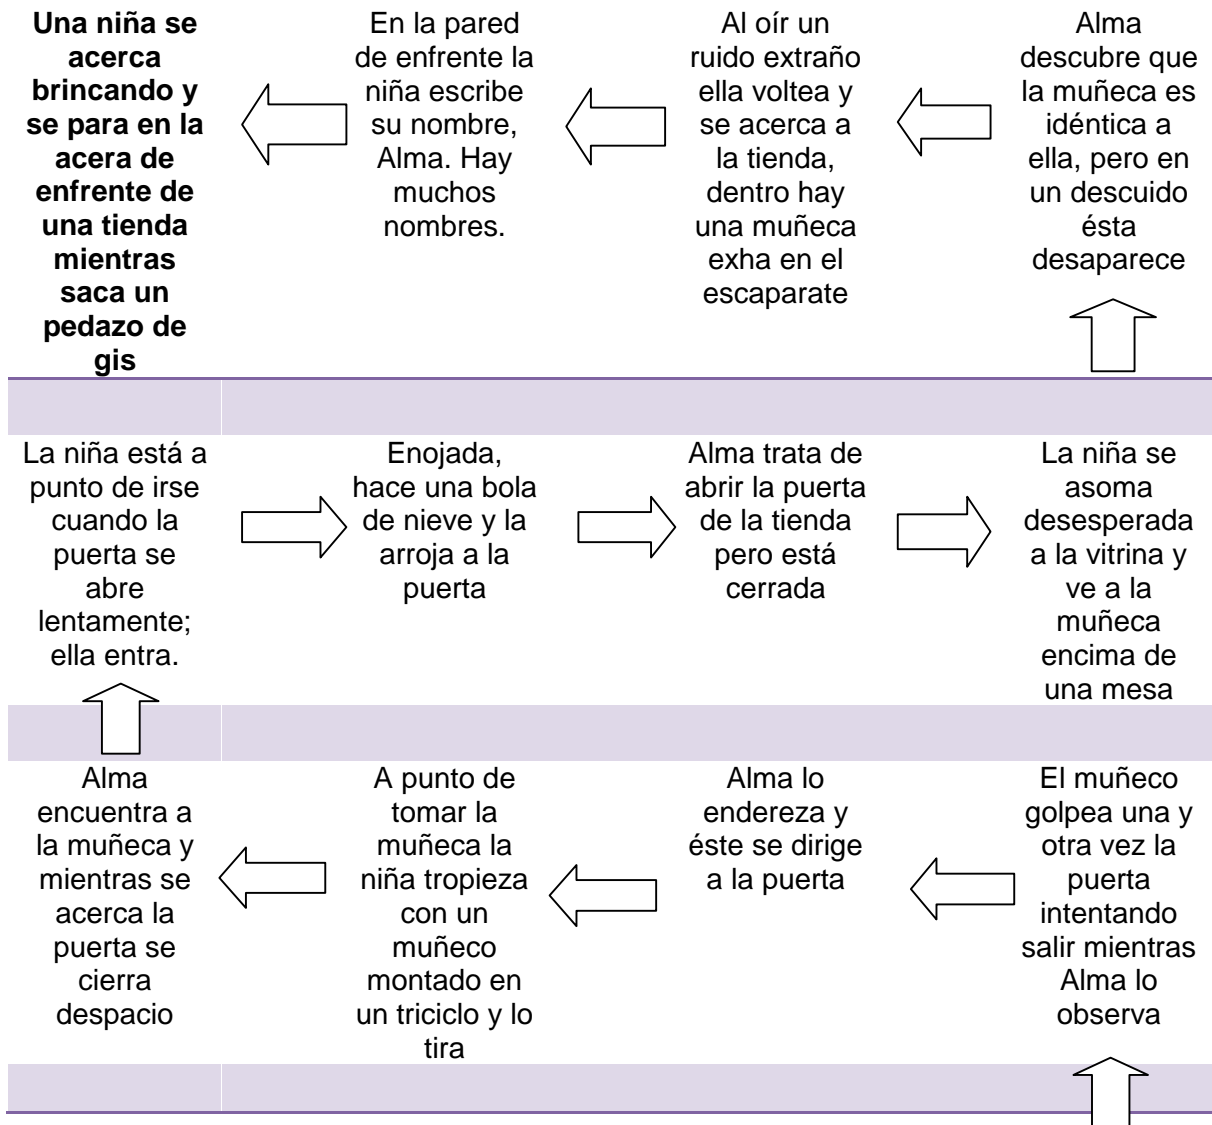 Una niña se
acerca
brincando y
se para en la
acera de
enfrente de
una tienda
mientras
saca un
pedazo de
gis
En la pared
de enfrente la
niña escribe
su nombre,
Alma. Hay
muchos
nombres.
Al oír un
ruido extraño
ella voltea y
se acerca a
la tienda,
dentro hay
una muñeca
exha en el
escaparate
Alma
descubre que
la muñeca es
idéntica a
ella, pero en
un descuido
ésta
desaparece
La niña está a
punto de irse
cuando la
puerta se
abre
lentamente;
ella entra.
Enojada,
hace una bola
de nieve y la
arroja a la
puerta
Alma trata de
abrir la puerta
de la tienda
pero está
cerrada
La niña se
asoma
desesperada
a la vitrina y
ve a la
muñeca
encima de
una mesa
Alma
encuentra a
la muñeca y
mientras se
acerca la
puerta se
cierra
despacio
A punto de
tomar la
muñeca la
niña tropieza
con un
muñeco
montado en
un triciclo y lo
tira
Alma lo
endereza y
éste se dirige
a la puerta
El muñeco
golpea una y
otra vez la
puerta
intentando
salir mientras
Alma lo
observa